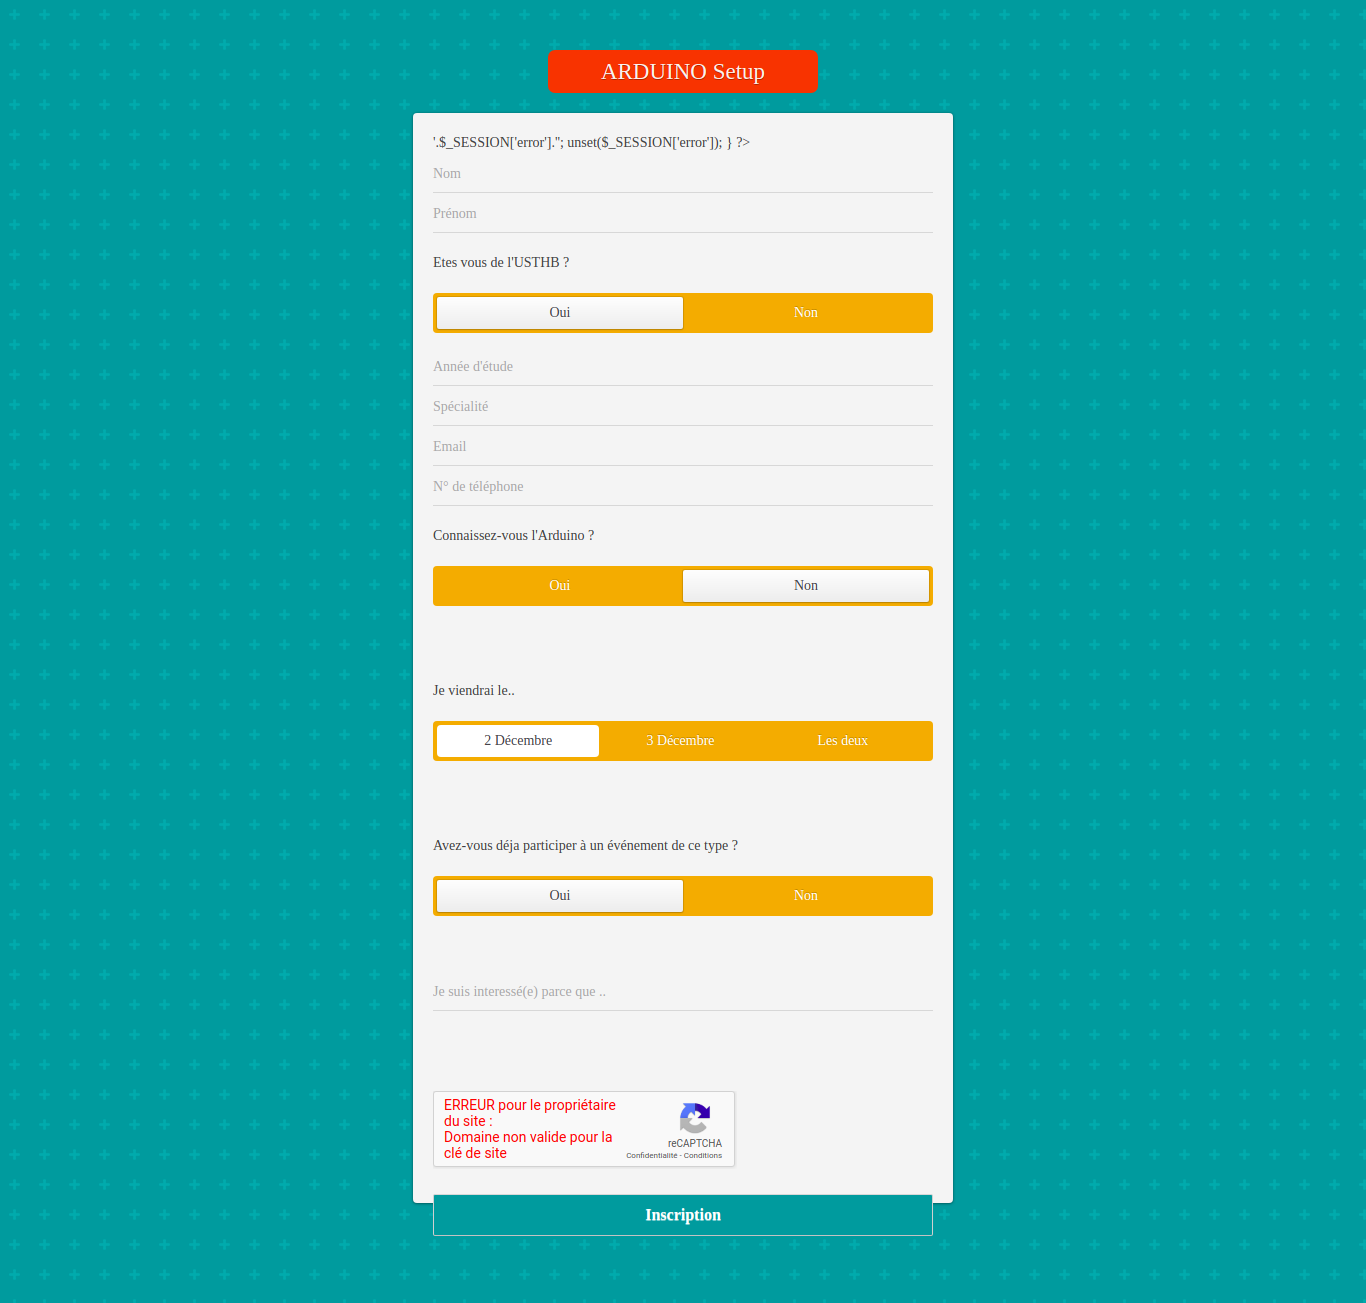 ARDUINO Setup
'.$_SESSION['error'].''; unset($_SESSION['error']); } ?>
Nom
Prénom
Etes vous de l'USTHB ?
Oui Non
Année d'étude
Spécialité
Email
N° de téléphone
Connaissez-vous l'Arduino ?
Oui Non
Je viendrai le..
2 Décembre 3 Décembre Les deux
Avez-vous déja participer à un événement de ce type ?
Oui Non
Je suis interessé(e) parce que ..
ERREUR pour le propriétaire
du site :
Domaine non valide pour la
clé de site
reCAPTCHA
Confidentialité - Conditions
Inscription